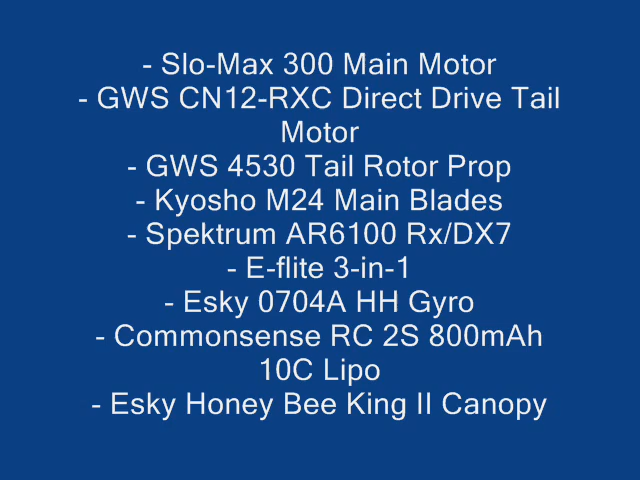 - Slo-Max 300 Main Motor
- GWS CN12-RXC Direct Drive Tail
Motor
- GWS 4530 Tail Rotor Prop
- Kyosho M24 Main Blades
- Spektrum AR6100 Rx/DX7
- E-flite 3-in-1
- Esky 0704A HH Gyro
- Commonsense RC 2S 800mAh
10C Lipo
- Esky Honey Bee King II Canopy